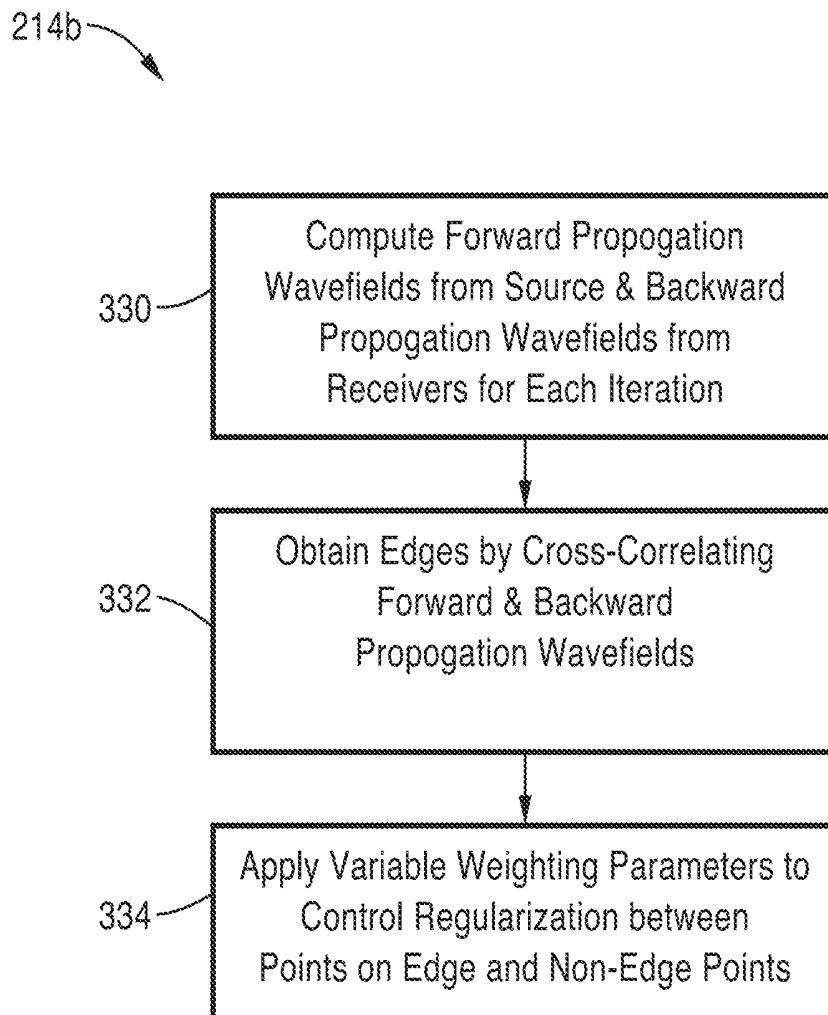 214b
330
Compute Forward Propogation
Wavefields from Source & Backward
Propogation Wavefields from
Receivers for Each Iteration
332
Obtain Edges by Cross-Correlating
Forward & Backward
Propogation Wavefields
334
Apply Variable Weighting Parameters to
Control Regularization between
Points on Edge and Non-Edge Points